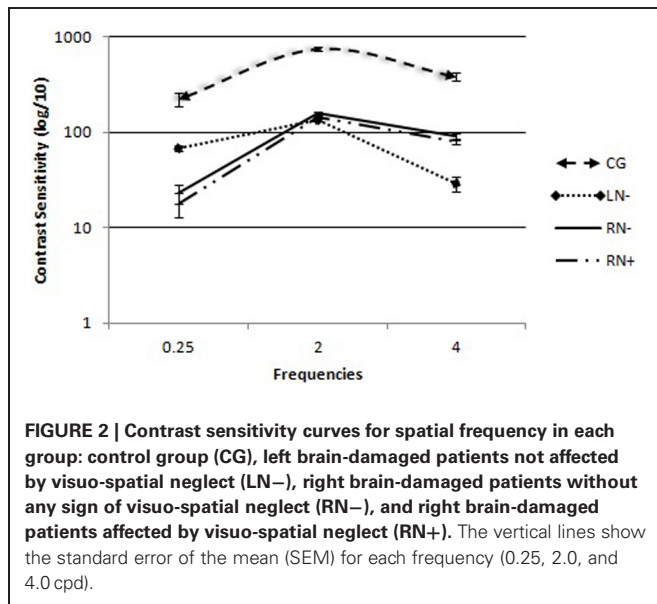 1000
100
10
1
Contrast Sensitivity (log/10)
0.25
2
4
Frequencies
CG
LN-
RN-
RN+
FIGURE 2 | Contrast sensitivity curves for spatial frequency in each
group: control group (CG), left brain-damaged patients not affected
by visuo-spatial neglect (LN−), right brain-damaged patients without
any sign of visuo-spatial neglect (RN−), and right brain-damaged
patients affected by visuo-spatial neglect (RN+). The vertical lines show
the standard error of the mean (SEM) for each frequency (0.25, 2.0, and
4.0 cpd).